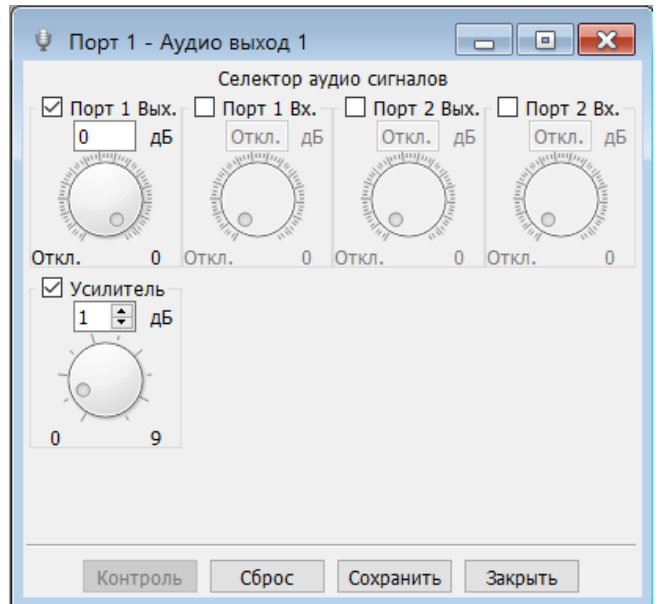 Порт 1 - Аудио выход 1
Селектор аудио сигналов
Порт 1 Вых. Порт 1 Вх. Порт 2 Вых. Порт 2 Вх.
0 дБ Откл. дБ Откл. дБ Откл. дБ
Откл. 0 Откл. 0 Откл. 0 Откл. 0
Усилитель
1 дБ
0 9
Контроль Сброс Сохранить Закрыть